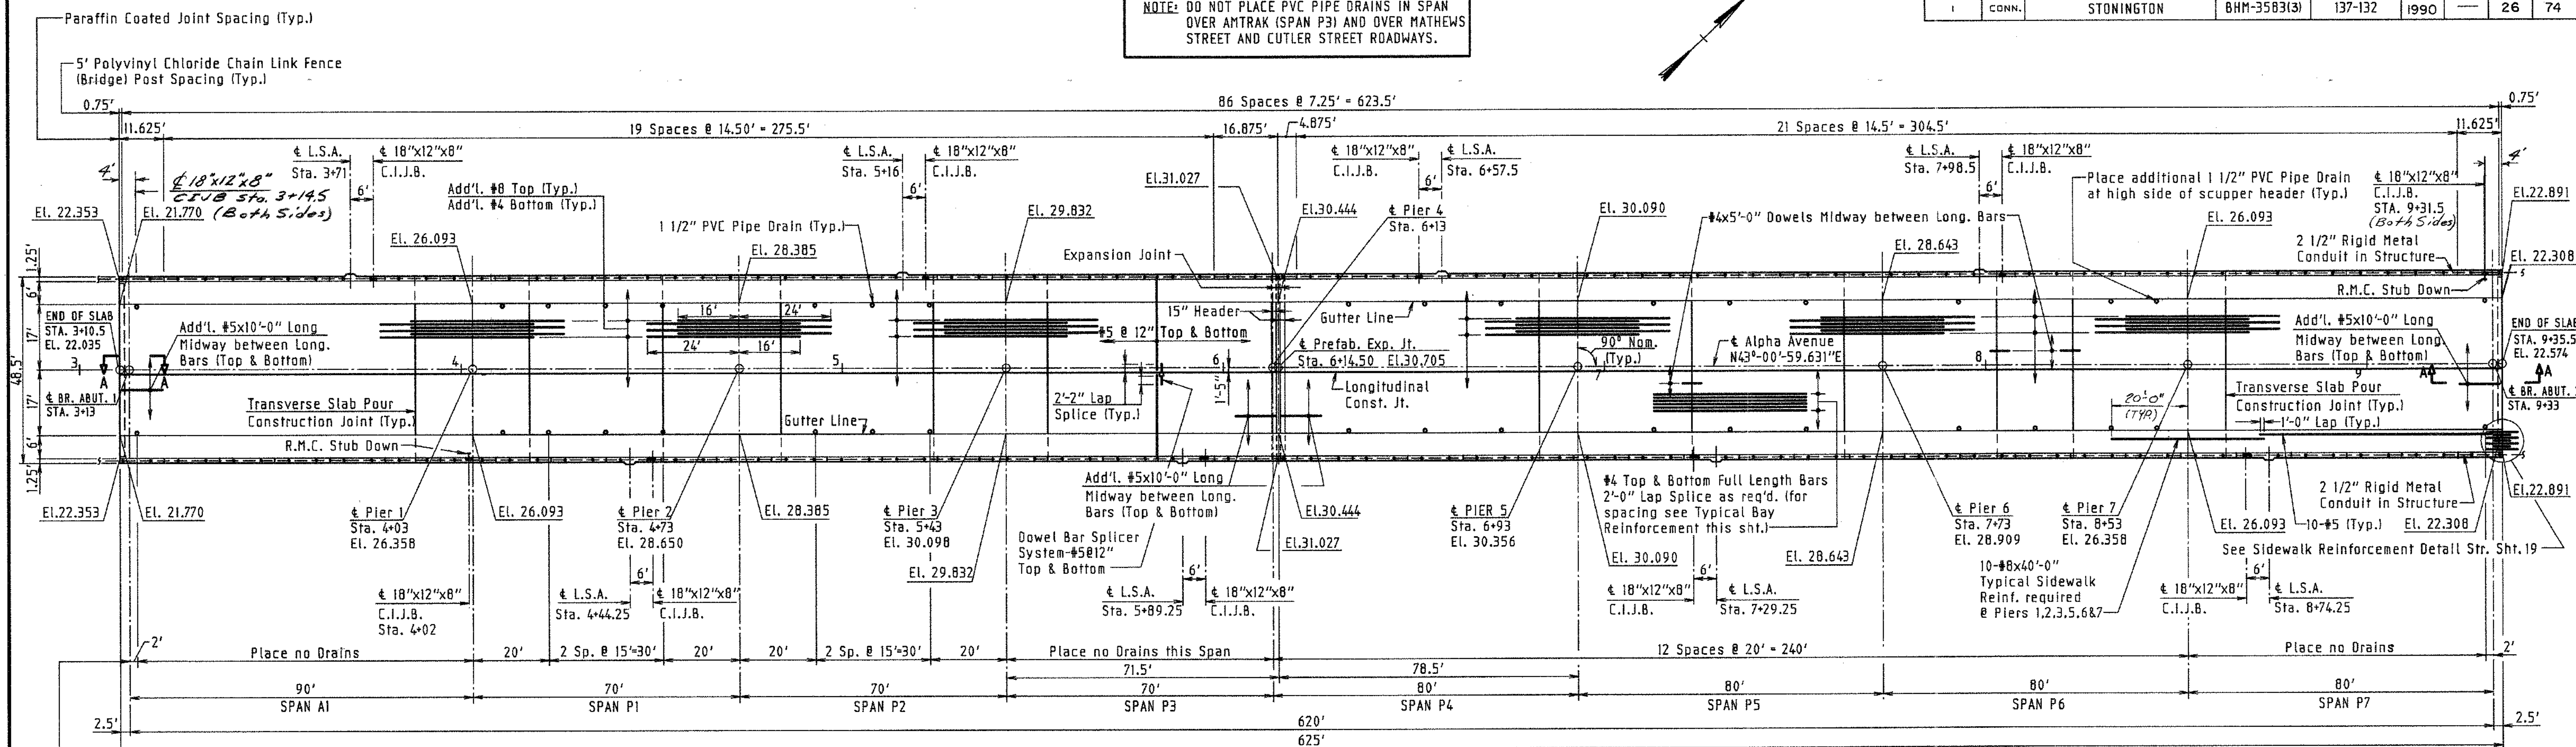 Paraffin Coated Joint Spacing (Typ.)
5' Polyvinyl Chloride Chain Link Fence
(Bridge) Post Spacing (Typ.)
NOTE: DO NOT PLACE PVC PIPE DRAINS IN SPAN
OVER AMTRAK (SPAN P3) AND OVER MATHEWS
STREET AND CUTLER STREET ROADWAYS.
1 CONN. STONINGTON BHM-3583(3) 137-132 1990 — 26 74
0.75' 86 Spaces @ 7.25' = 623.5' 0.75'
11.625' 19 Spaces @ 14.50' = 275.5' 16.875' 4.875' 21 Spaces @ 14.5' = 304.5' 11.625'
4'
℄ 18"x12"x8"
CIJB Sta. 3+14.5
(Both Sides)
El. 22.353
El. 21.770
℄ L.S.A.
Sta. 3+71
6'
℄ 18"x12"x8"
C.I.J.B.
Add'l. #8 Top (Typ.)
Add'l. #4 Bottom (Typ.)
El. 26.093
1 1/2" PVC Pipe Drain (Typ.)
El. 28.385
℄ L.S.A.
Sta. 5+16
6'
℄ 18"x12"x8"
C.I.J.B.
El. 29.832
El.31.027
Expansion Joint
El.30.444
℄ Pier 4
Sta. 6+13
℄ 18"x12"x8"
C.I.J.B.
6'
℄ L.S.A.
Sta. 6+57.5
El. 30.090
#4x5'-0" Dowels Midway between Long. Bars
℄ L.S.A.
Sta. 7+98.5
6'
℄ 18"x12"x8"
C.I.J.B.
El. 28.643
Place additional 1 1/2" PVC Pipe Drain
at high side of scupper header (Typ.)
El. 26.093
4'
℄ 18"x12"x8"
C.I.J.B.
STA. 9+31.5
(Both Sides)
2 1/2" Rigid Metal
Conduit in Structure
El.22.891
El. 22.308
R.M.C. Stub Down
1.25'
6'
17'
48.5'
17'
6'
1.25'
END OF SLAB
STA. 3+10.5
EL. 22.035
3
A
A
℄ BR. ABUT. 1
STA. 3+13
Add'l. #5x10'-0" Long
Midway between Long.
Bars (Top & Bottom)
4
16'
24'
24'
16'
5
15" Header
#5 @ 12" Top & Bottom
6
2'-2" Lap
Splice (Typ.)
1'-5"
Gutter Line
℄ Prefab. Exp. Jt.
Sta. 6+14.50 El.30.705
Longitudinal
Const. Jt.
90° Nom.
(Typ.)
7
℄ Alpha Avenue
N43°-00'-59.631"E
8
Add'l. #5x10'-0" Long
Midway between Long.
Bars (Top & Bottom)
9
A
A
END OF SLAB
STA. 9+35.5
EL. 22.574
℄ BR. ABUT.
STA. 9+33
20'-0"
(TYP.)
Transverse Slab Pour
Construction Joint (Typ.)
1'-0" Lap (Typ.)
Transverse Slab Pour
Construction Joint (Typ.)
R.M.C. Stub Down
Gutter Line
El.22.353
El. 21.770
℄ Pier 1
Sta. 4+03
El. 26.358
El. 26.093
℄ Pier 2
Sta. 4+73
El. 28.650
El. 28.385
℄ Pier 3
Sta. 5+43
El. 30.098
El. 29.832
Add'l. #5x10'-0" Long
Midway between Long.
Bars (Top & Bottom)
Dowel Bar Splicer
System-#5@12"
Top & Bottom
El.30.444
El.31.027
℄ PIER 5
Sta. 6+93
El. 30.356
El. 30.090
#4 Top & Bottom Full Length Bars
2'-0" Lap Splice as req'd. (for
spacing see Typical Bay
Reinforcement this sht.)
El. 28.643
℄ Pier 6
Sta. 7+73
El. 28.909
℄ Pier 7
Sta. 8+53
El. 26.358
El. 26.093
2 1/2" Rigid Metal
Conduit in Structure
10-#5 (Typ.)
El. 22.308
El.22.891
See Sidewalk Reinforcement Detail Str. Sht. 19
℄ 18"x12"x8"
C.I.J.B.
Sta. 4+02
℄ L.S.A.
Sta. 4+44.25
6'
℄ 18"x12"x8"
C.I.J.B.
℄ L.S.A.
Sta. 5+89.25
6'
℄ 18"x12"x8"
C.I.J.B.
℄ 18"x12"x8"
C.I.J.B.
6'
℄ L.S.A.
Sta. 7+29.25
10-#8x40'-0"
Typical Sidewalk
Reinf. required
@ Piers 1,2,3,5,6&7
℄ 18"x12"x8"
C.I.J.B.
6'
℄ L.S.A.
Sta. 8+74.25
2' Place no Drains 20' 2 Sp. @ 15'=30' 20' 20' 2 Sp. @ 15'=30' 20' Place no Drains this Span 12 Spaces @ 20' = 240' Place no Drains 2'
71.5' 78.5'
90' 70' 70' 70' 80' 80' 80' 80'
SPAN A1 SPAN P1 SPAN P2 SPAN P3 SPAN P4 SPAN P5 SPAN P6 SPAN P7
2.5' 620' 2.5'
625'